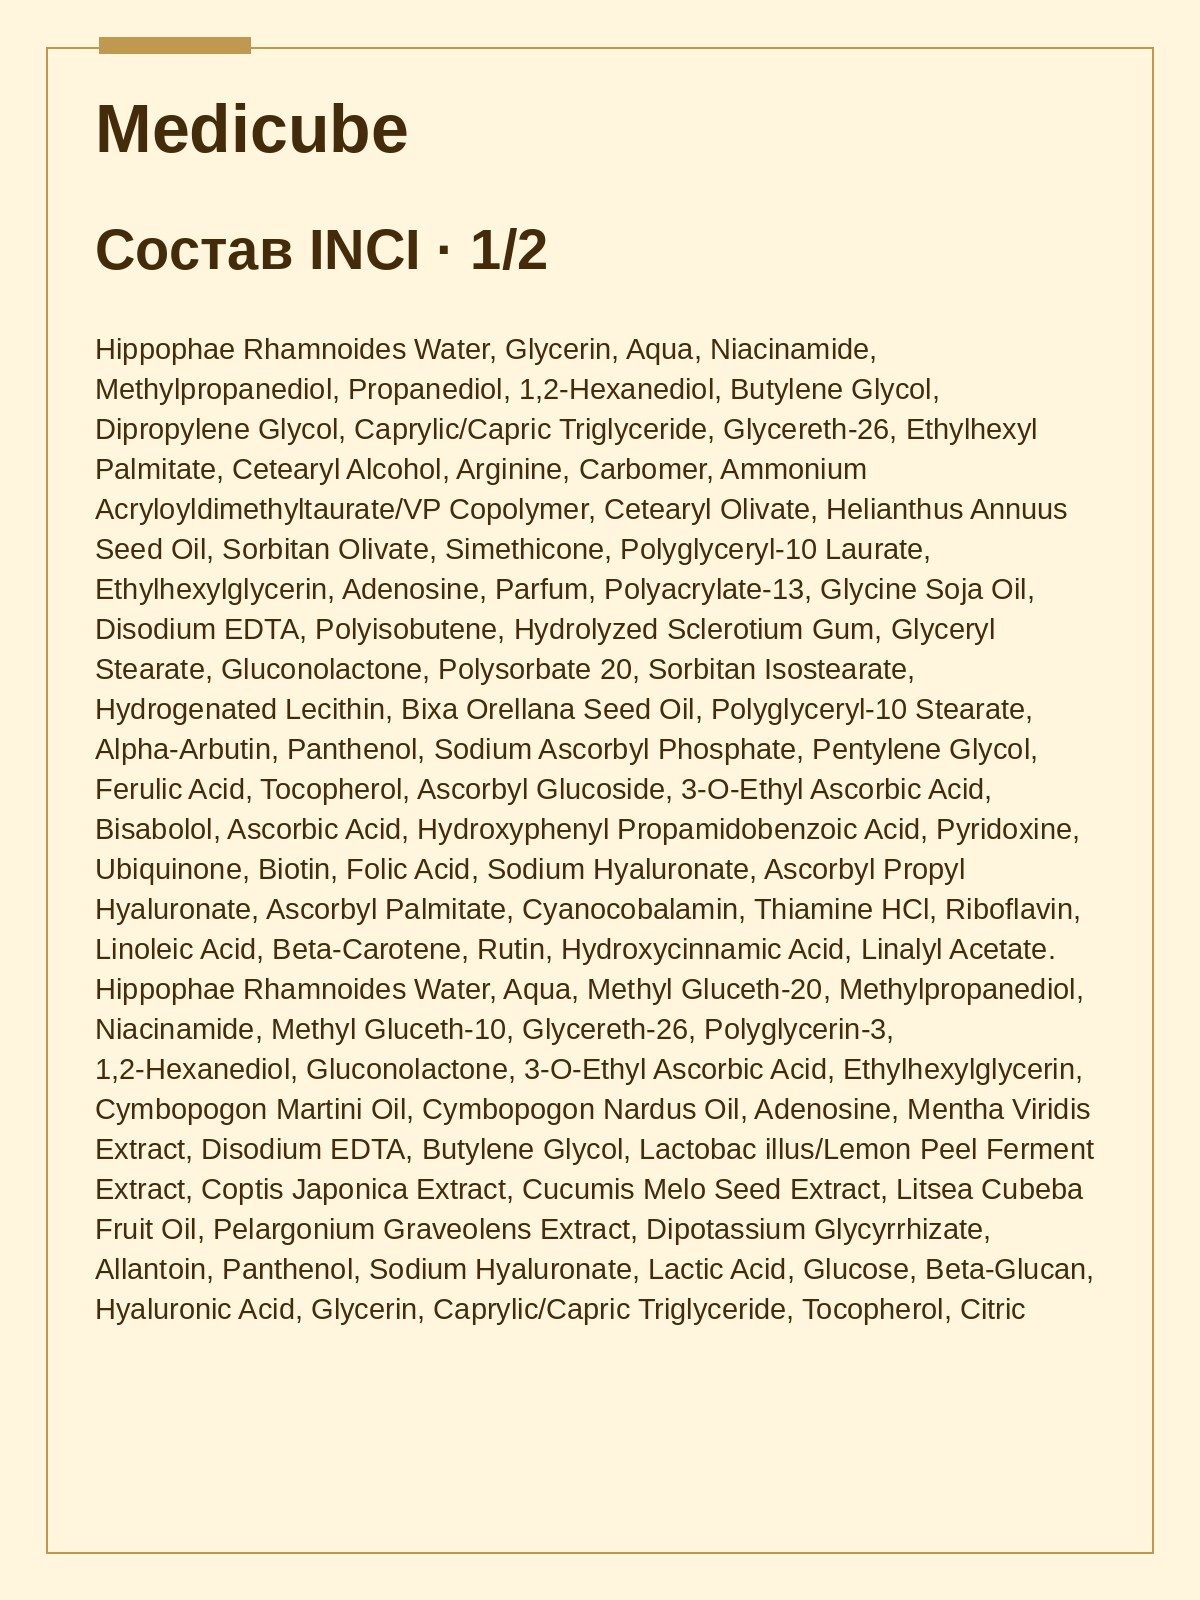 Medicube
Состав INCI · 1/2
Hippophae Rhamnoides Water, Glycerin, Aqua, Niacinamide,
Methylpropanediol, Propanediol, 1,2-Hexanediol, Butylene Glycol,
Dipropylene Glycol, Caprylic/Capric Triglyceride, Glycereth-26, Ethylhexyl
Palmitate, Cetearyl Alcohol, Arginine, Carbomer, Ammonium
Acryloyldimethyltaurate/VP Copolymer, Cetearyl Olivate, Helianthus Annuus
Seed Oil, Sorbitan Olivate, Simethicone, Polyglyceryl-10 Laurate,
Ethylhexylglycerin, Adenosine, Parfum, Polyacrylate-13, Glycine Soja Oil,
Disodium EDTA, Polyisobutene, Hydrolyzed Sclerotium Gum, Glyceryl
Stearate, Gluconolactone, Polysorbate 20, Sorbitan Isostearate,
Hydrogenated Lecithin, Bixa Orellana Seed Oil, Polyglyceryl-10 Stearate,
Alpha-Arbutin, Panthenol, Sodium Ascorbyl Phosphate, Pentylene Glycol,
Ferulic Acid, Tocopherol, Ascorbyl Glucoside, 3-O-Ethyl Ascorbic Acid,
Bisabolol, Ascorbic Acid, Hydroxyphenyl Propamidobenzoic Acid, Pyridoxine,
Ubiquinone, Biotin, Folic Acid, Sodium Hyaluronate, Ascorbyl Propyl
Hyaluronate, Ascorbyl Palmitate, Cyanocobalamin, Thiamine HCl, Riboflavin,
Linoleic Acid, Beta-Carotene, Rutin, Hydroxycinnamic Acid, Linalyl Acetate.
Hippophae Rhamnoides Water, Aqua, Methyl Gluceth-20, Methylpropanediol,
Niacinamide, Methyl Gluceth-10, Glycereth-26, Polyglycerin-3,
1,2-Hexanediol, Gluconolactone, 3-O-Ethyl Ascorbic Acid, Ethylhexylglycerin,
Cymbopogon Martini Oil, Cymbopogon Nardus Oil, Adenosine, Mentha Viridis
Extract, Disodium EDTA, Butylene Glycol, Lactobac illus/Lemon Peel Ferment
Extract, Coptis Japonica Extract, Cucumis Melo Seed Extract, Litsea Cubeba
Fruit Oil, Pelargonium Graveolens Extract, Dipotassium Glycyrrhizate,
Allantoin, Panthenol, Sodium Hyaluronate, Lactic Acid, Glucose, Beta-Glucan,
Hyaluronic Acid, Glycerin, Caprylic/Capric Triglyceride, Tocopherol, Citric